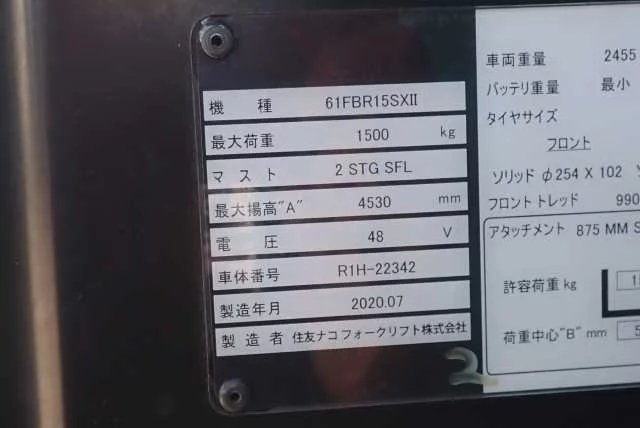 機種 61FBR15SXII
最大荷重 1500 kg
マスト 2 STG SFL
最大揚高"A" 4530 mm
電圧 48 V
車体番号 R1H-22342
製造年月 2020.07
製造者 住友ナコ フォークリフト株式会社
車両重量 2455
バッテリ重量 最小
タイヤサイズ
フロント
ソリッド φ254 X 102
フロントトレッド 990
アタッチメント 875 MM S
許容荷重 kg
荷重中心"B" mm 5
2